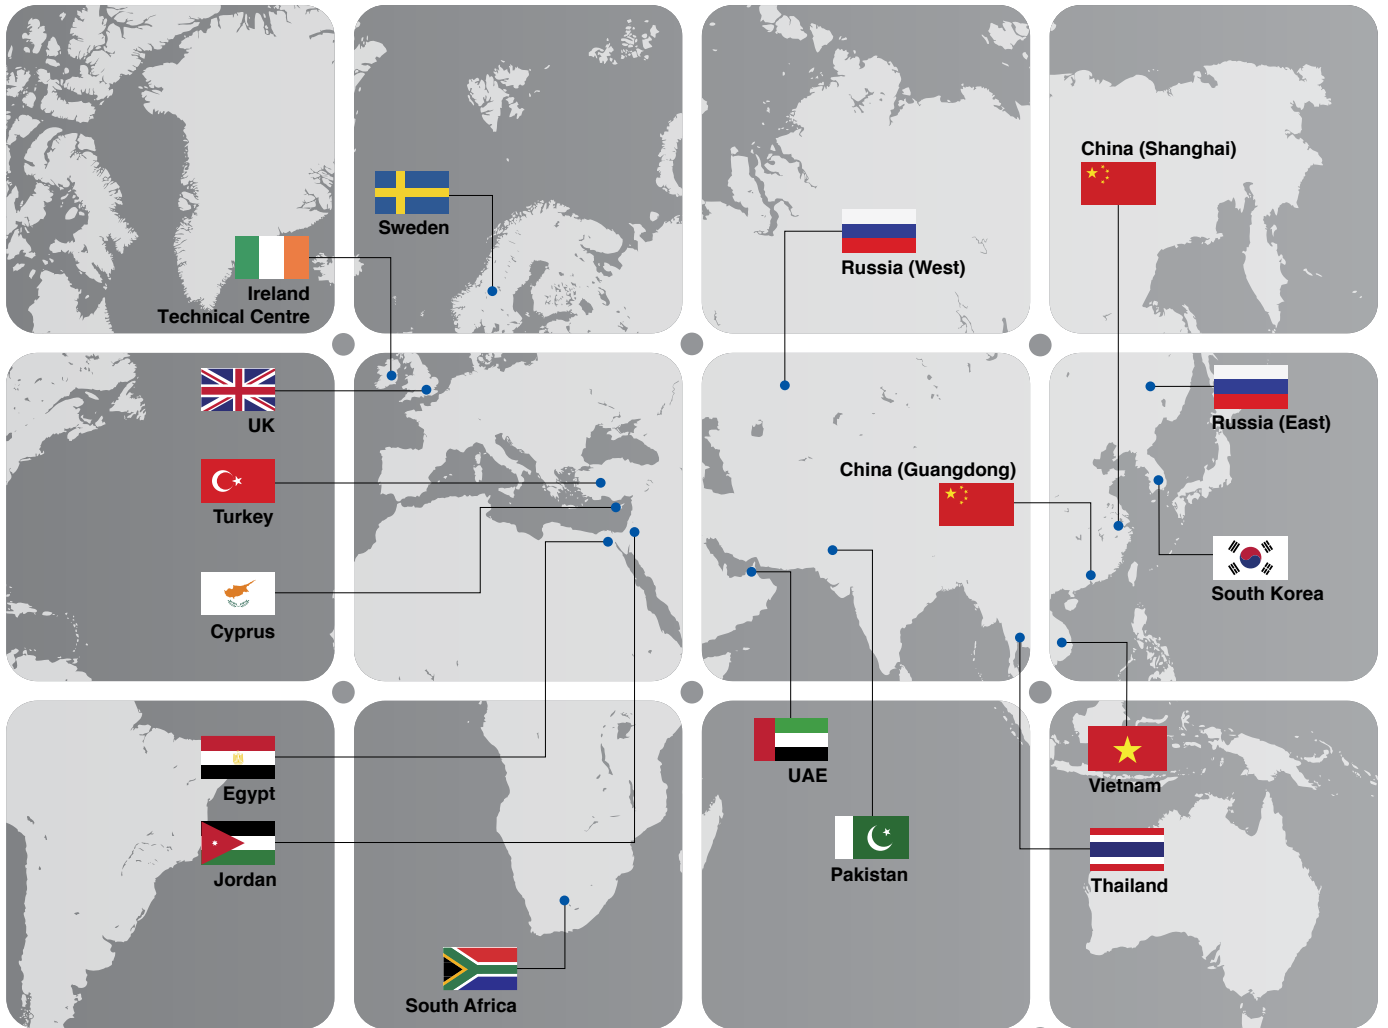 China (Shanghai)
Sweden
Russia (West)
Ireland
Technical Centre
UK
Russia (East)
China (Guangdong)
Turkey
South Korea
Cyprus
UAE
Vietnam
Egypt
Pakistan
Jordan
Thailand
South Africa